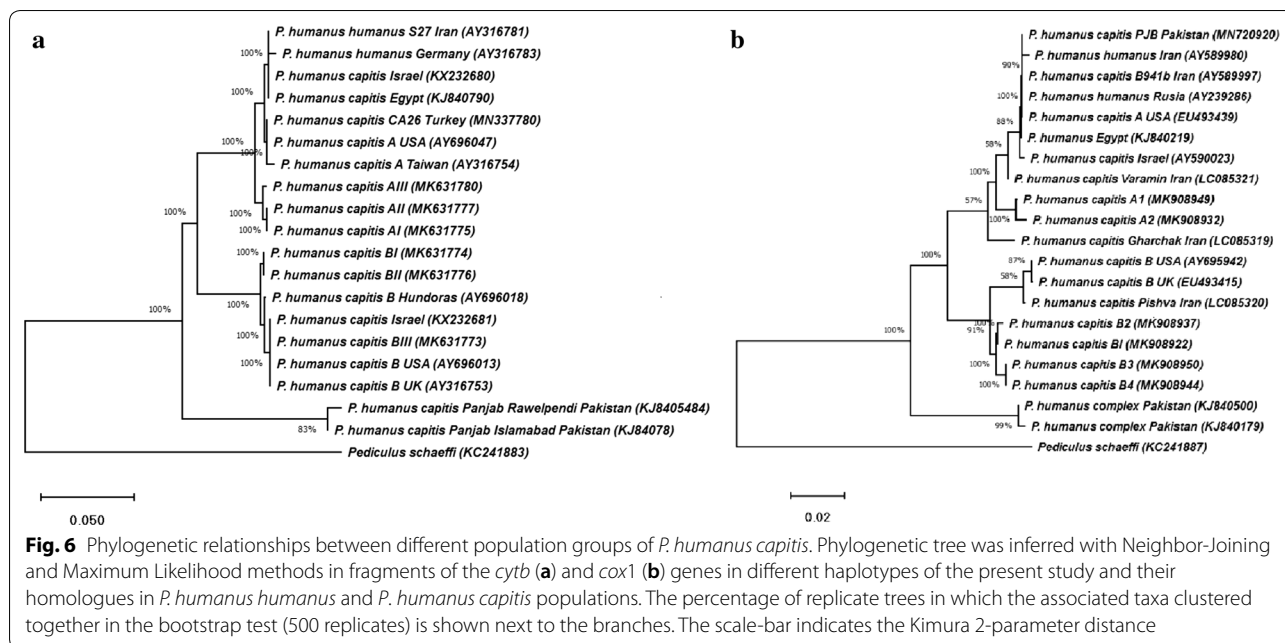 a
P. humanus humanus S27 Iran (AY316781)
P. humanus humanus Germany (AY316783)
P. humanus capitis Israel (KX232680)
P. humanus capitis Egypt (KJ840790)
P. humanus capitis CA26 Turkey (MN337780)
P. humanus capitis A USA (AY696047)
P. humanus capitis A Taiwan (AY316754)
P. humanus capitis AIII (MK631780)
P. humanus capitis AII (MK631777)
P. humanus capitis AI (MK631775)
P. humanus capitis BI (MK631774)
P. humanus capitis BII (MK631776)
P. humanus capitis B Hundoras (AY696018)
P. humanus capitis Israel (KX232681)
P. humanus capitis BIII (MK631773)
P. humanus capitis B USA (AY696013)
P. humanus capitis B UK (AY316753)
P. humanus capitis Panjab Rawelpendi Pakistan (KJ8405484)
P. humanus capitis Panjab Islamabad Pakistan (KJ84078)
Pediculus schaeffi (KC241883)
100%
100%
100%
100%
100%
100%
100%
100%
100%
100%
100%
100%
100%
100%
83%
0.050
b
P. humanus capitis PJB Pakistan (MN720920)
P. humanus humanus Iran (AY589980)
P. humanus capitis B941b Iran (AY589997)
P. humanus humanus Rusia (AY239286)
P. humanus capitis A USA (EU493439)
P. humanus Egypt (KJ840219)
P. humanus capitis Israel (AY590023)
P. humanus capitis Varamin Iran (LC085321)
P. humanus capitis A1 (MK908949)
P. humanus capitis A2 (MK908932)
P. humanus capitis Gharchak Iran (LC085319)
P. humanus capitis B USA (AY695942)
P. humanus capitis B UK (EU493415)
P. humanus capitis Pishva Iran (LC085320)
P. humanus capitis B2 (MK908937)
P. humanus capitis BI (MK908922)
P. humanus capitis B3 (MK908950)
P. humanus capitis B4 (MK908944)
P. humanus complex Pakistan (KJ840500)
P. humanus complex Pakistan (KJ840179)
Pediculus schaeffi (KC241887)
90%
100%
88%
58%
100%
57%
100%
87%
58%
100%
100%
91%
100%
100%
100%
99%
0.02
Fig. 6 Phylogenetic relationships between different population groups of P. humanus capitis. Phylogenetic tree was inferred with Neighbor-Joining
and Maximum Likelihood methods in fragments of the cytb (a) and cox1 (b) genes in different haplotypes of the present study and their
homologues in P. humanus humanus and P. humanus capitis populations. The percentage of replicate trees in which the associated taxa clustered
together in the bootstrap test (500 replicates) is shown next to the branches. The scale-bar indicates the Kimura 2-parameter distance